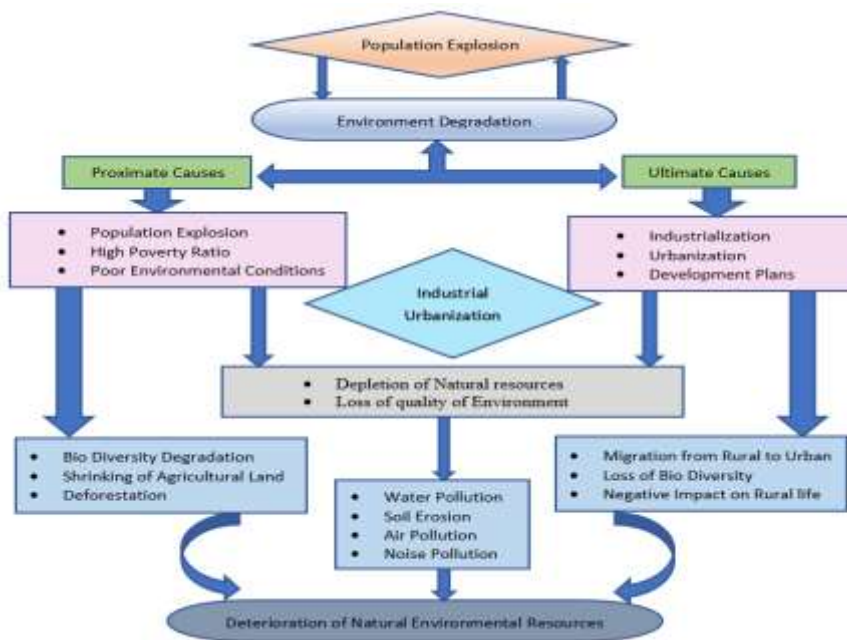 Population Explosion
Environment Degradation
Proximate Causes
Ultimate Causes
• Population Explosion
• High Poverty Ratio
• Poor Environmental Conditions
• Industrialization
• Urbanization
• Development Plans
Industrial
Urbanization
• Depletion of Natural resources
• Loss of quality of Environment
• Bio Diversity Degradation
• Shrinking of Agricultural Land
• Deforestation
• Water Pollution
• Soil Erosion
• Air Pollution
• Noise Pollution
• Migration from Rural to Urban
• Loss of Bio Diversity
• Negative Impact on Rural life
Deterioration of Natural Environmental Resources